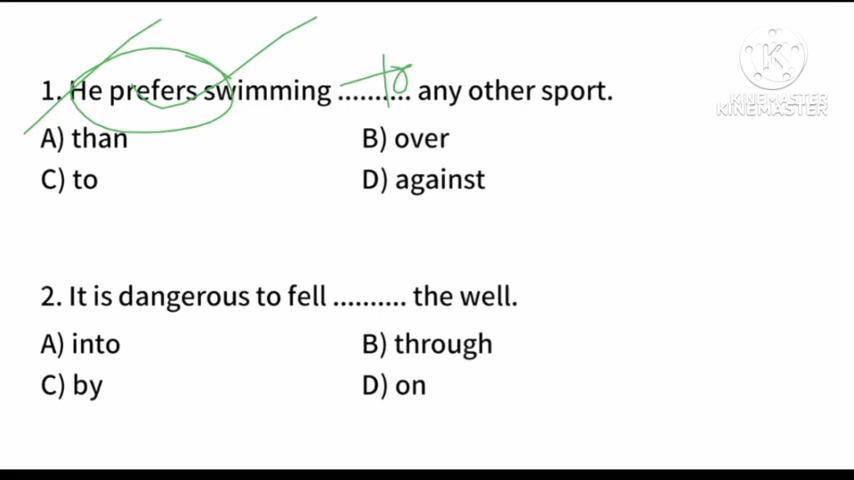 1. He prefers swimming .......... any other sport.
to
A) than B) over
C) to D) against
2. It is dangerous to fell .......... the well.
A) into B) through
C) by D) on
K
KINEMASTER
KINEMASTER